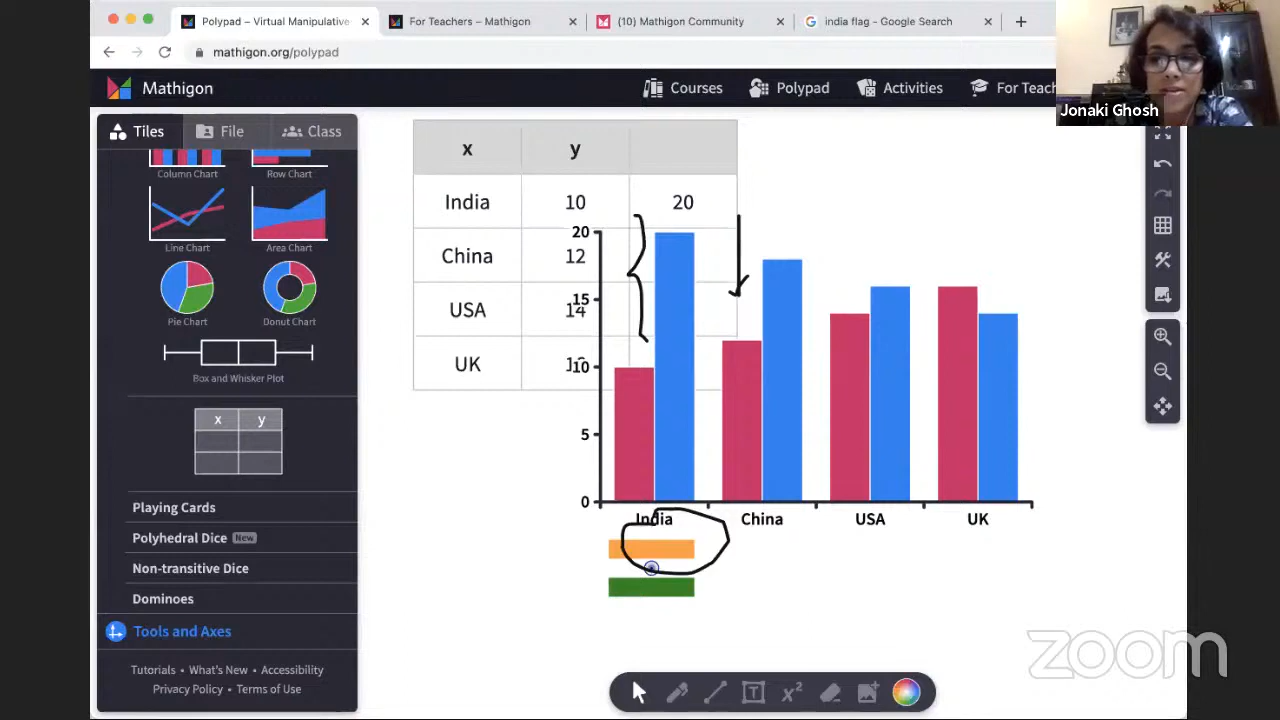 Polypad – Virtual Manipulative
For Teachers – Mathigon
(10) Mathigon Community
india flag - Google Search
mathigon.org/polypad
Mathigon
Courses
Polypad
Activities
For Teach
Jonaki Ghosh
Tiles
File
Class
Column Chart
Row Chart
Line Chart
Area Chart
Pie Chart
Donut Chart
Box and Whisker Plot
x y
Playing Cards
Polyhedral Dice New
Non-transitive Dice
Dominoes
Tools and Axes
Tutorials • What's New • Accessibility
Privacy Policy • Terms of Use
x y
India 10 20
China 12
USA 14
UK
20
15
10
5
0
India China USA UK
T x²
zoom